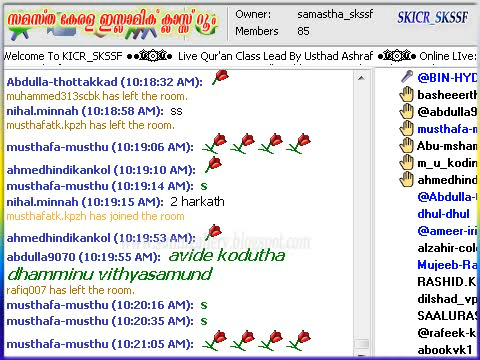 സമസ്ത കേരള ഇസ്ലാമിക് ക്ലാസ്സ് റൂം
Owner: samastha_skssf
Members 85
SKICR_SKSSF
Welcome To KICR_SKSSF Live Qur'an Class Lead By Usthad Ashraf Online LIve:
Abdulla-thottakkad (10:18:32 AM):
muhammed313scbk has left the room.
nihal.minnah (10:18:58 AM): ss
musthafatk.kpzh has left the room.
musthafa-musthu (10:19:06 AM):
ahmedhindikankol (10:19:10 AM):
musthafa-musthu (10:19:14 AM): s
nihal.minnah (10:19:15 AM): 2 harkath
musthafatk.kpzh has joined the room
ahmedhindikankol (10:19:53 AM):
abdulla9070 (10:19:55 AM): avide kodutha
dhamminu vithyasamund
rafiq007 has left the room.
musthafa-musthu (10:20:16 AM): s
musthafa-musthu (10:20:35 AM): s
musthafa-musthu (10:21:05 AM):
@BIN-HYD
basheeerth
@abdulla9
musthafa-m
Abu-msham
m_u_kodin
ahmedhind
@Abdulla-t
dhul-dhul
@ameer-iri
alzahir-colo
Mujeeb-Ra
RASHID.K
dilshad_vp
SAALURAS
@rafeek-k
abookvk1